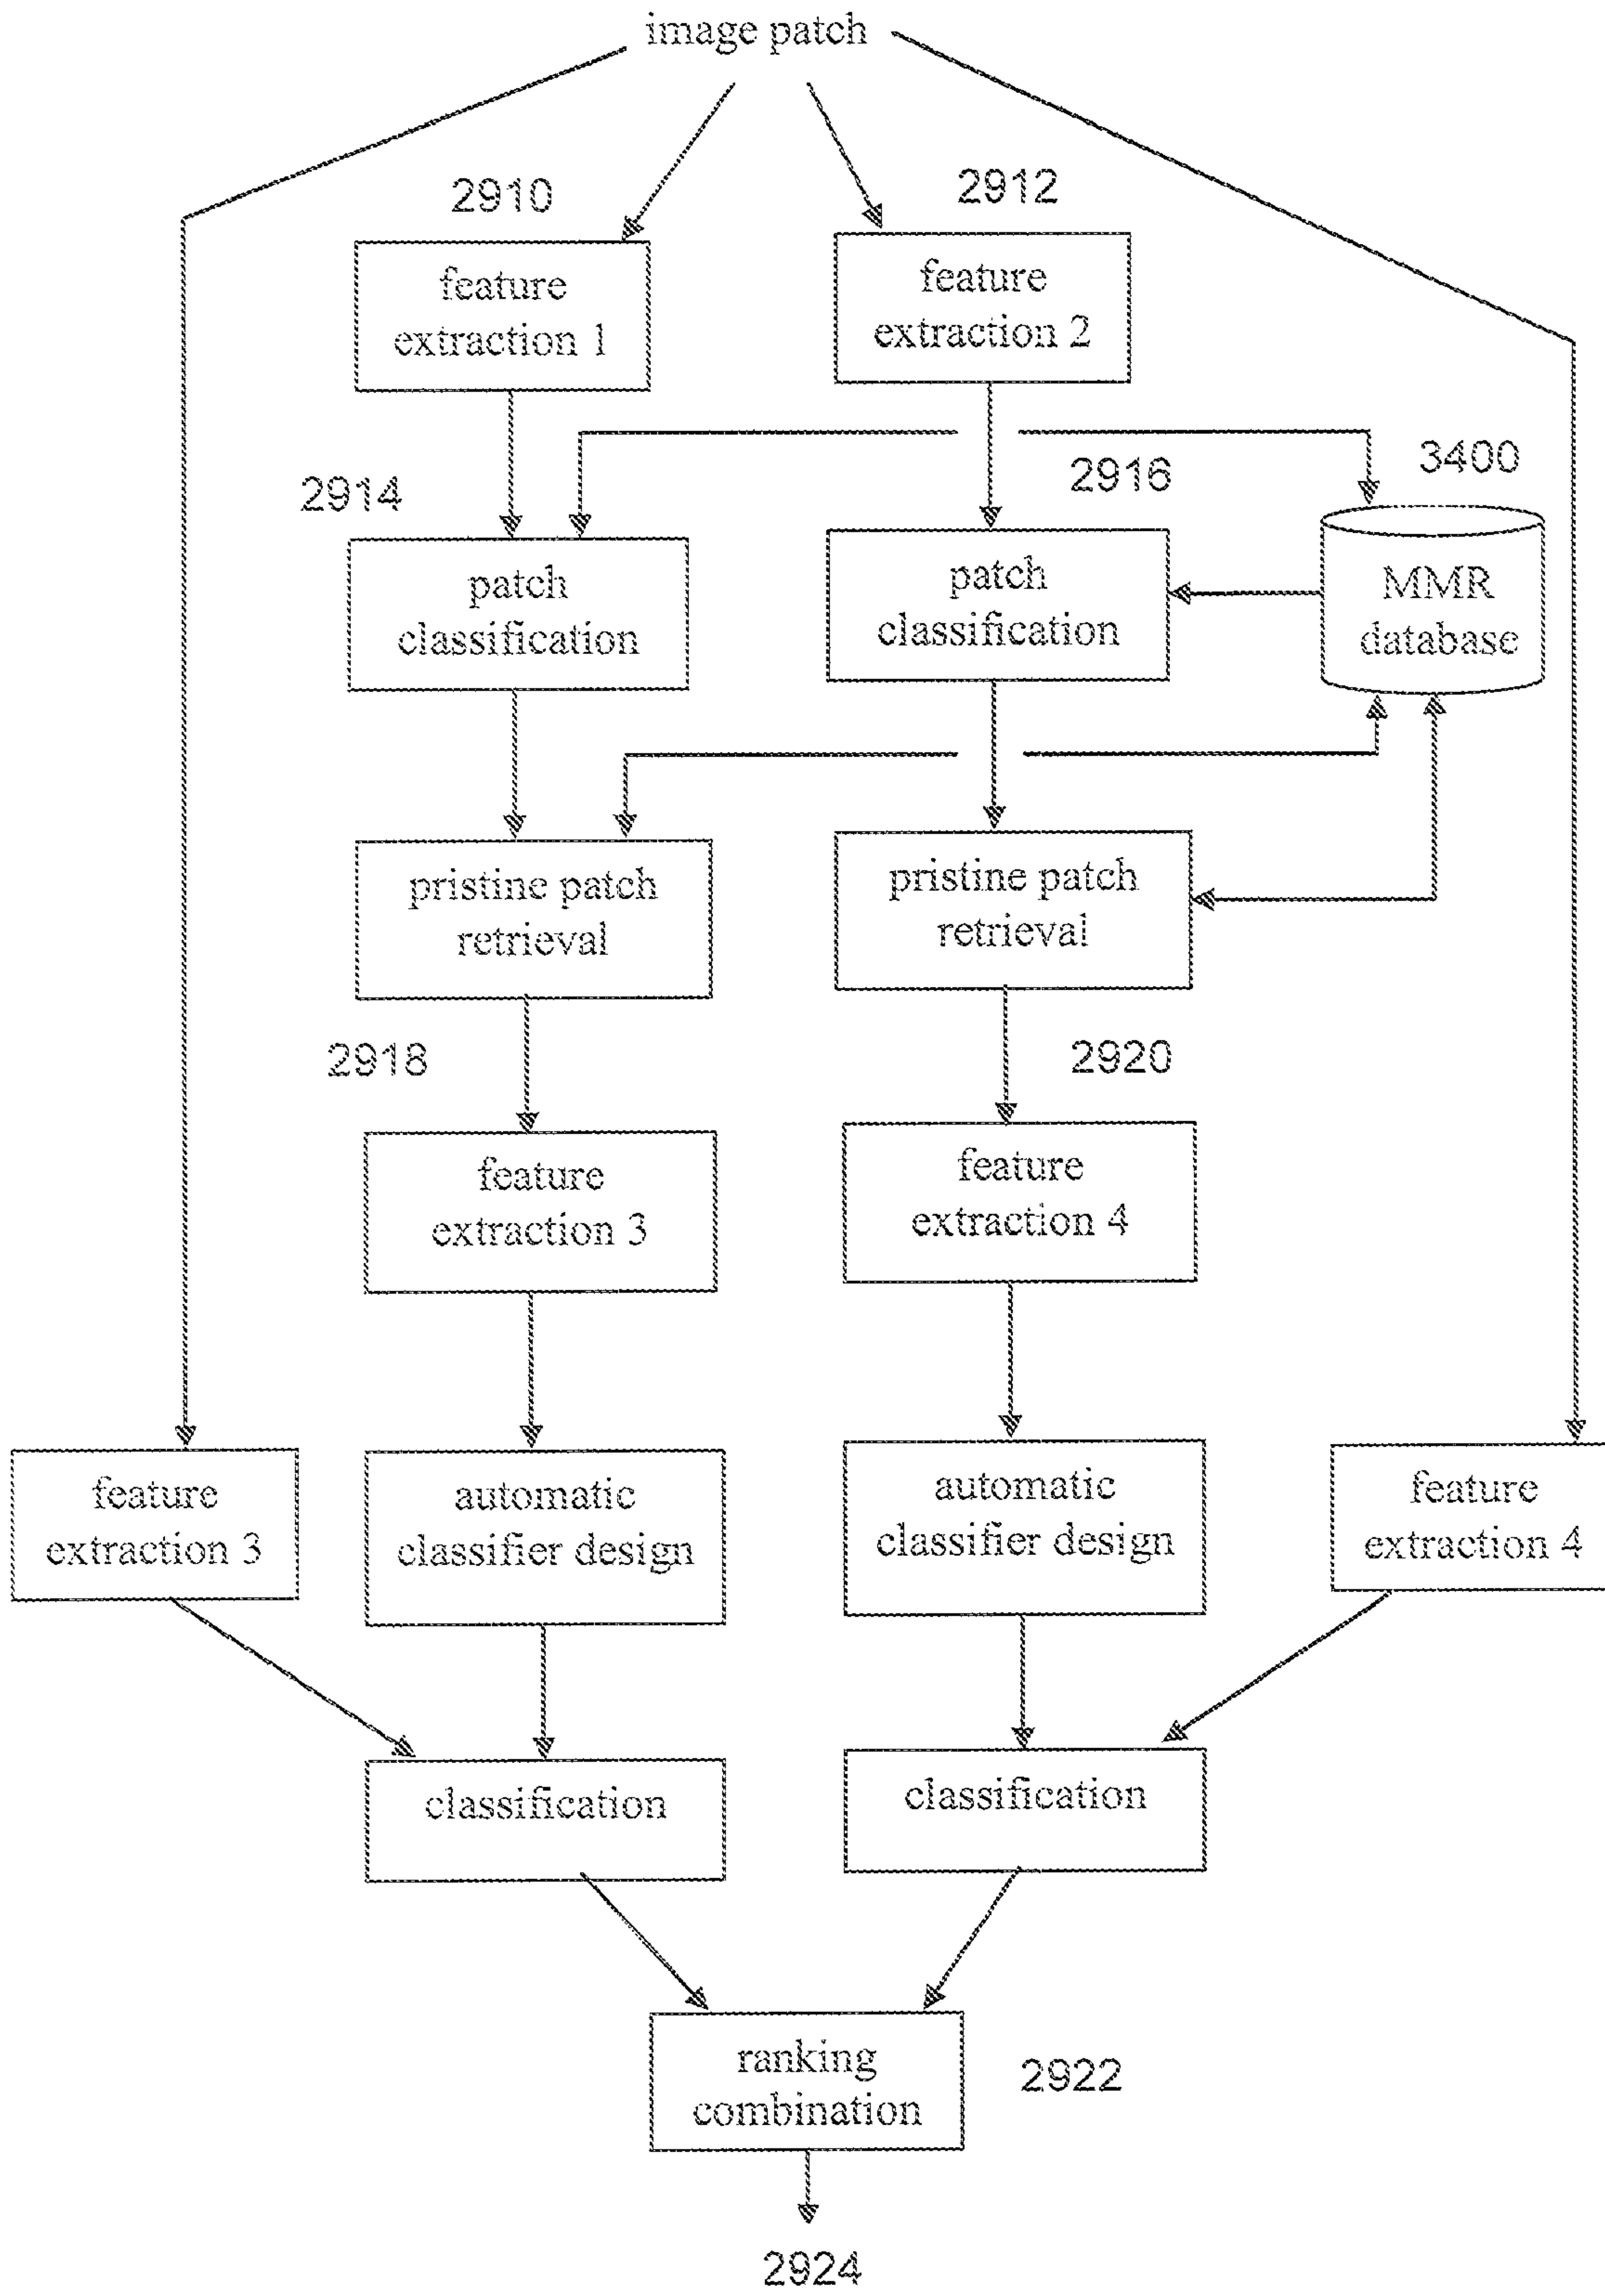 image patch
2910
2912
feature
extraction 1
feature
extraction 2
2914
2916
3400
patch
classification
patch
classification
MMR
database
pristine patch
retrieval
pristine patch
retrieval
2918
2920
feature
extraction 3
feature
extraction 4
feature
extraction 3
automatic
classifier design
automatic
classifier design
feature
extraction 4
classification
classification
ranking
combination
2922
2924